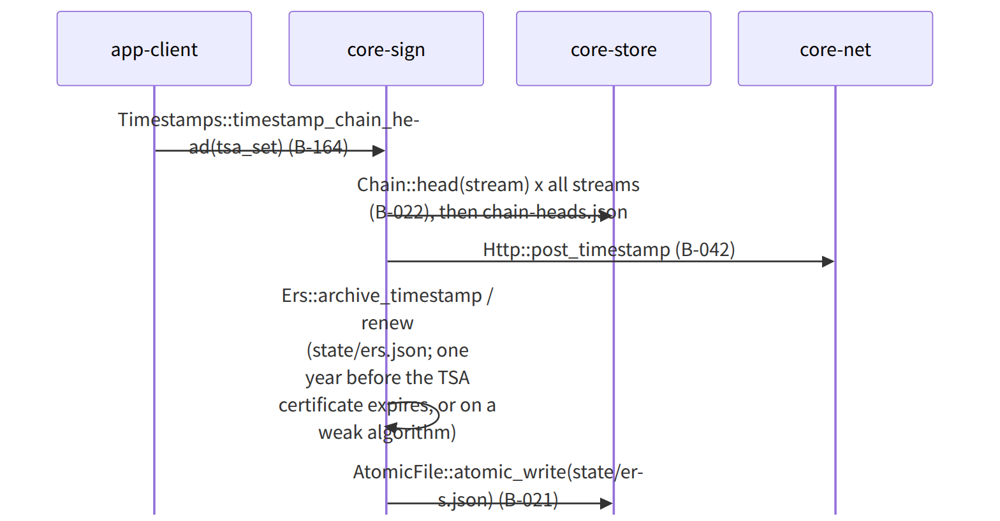 app-client
core-sign
core-store
core-net
Timestamps::timestamp_chain_he-
ad(tsa_set) (B-164)
Chain::head(stream) x all streams
(B-022), then chain-heads.json
Http::post_timestamp (B-042)
Ers::archive_timestamp /
renew
(state/ers.json; one
year before the TSA
certificate expires, or on a
weak algorithm)
AtomicFile::atomic_write(state/er-
s.json) (B-021)